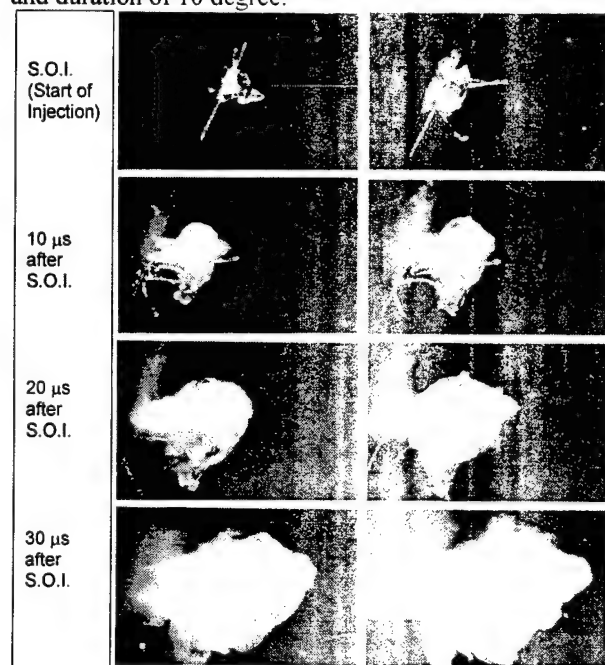 and duration of 10 degree.
S.O.I.
(Start of
Injection)
10 μs
after
S.O.I.
20 μs
after
S.O.I.
30 μs
after
S.O.I.